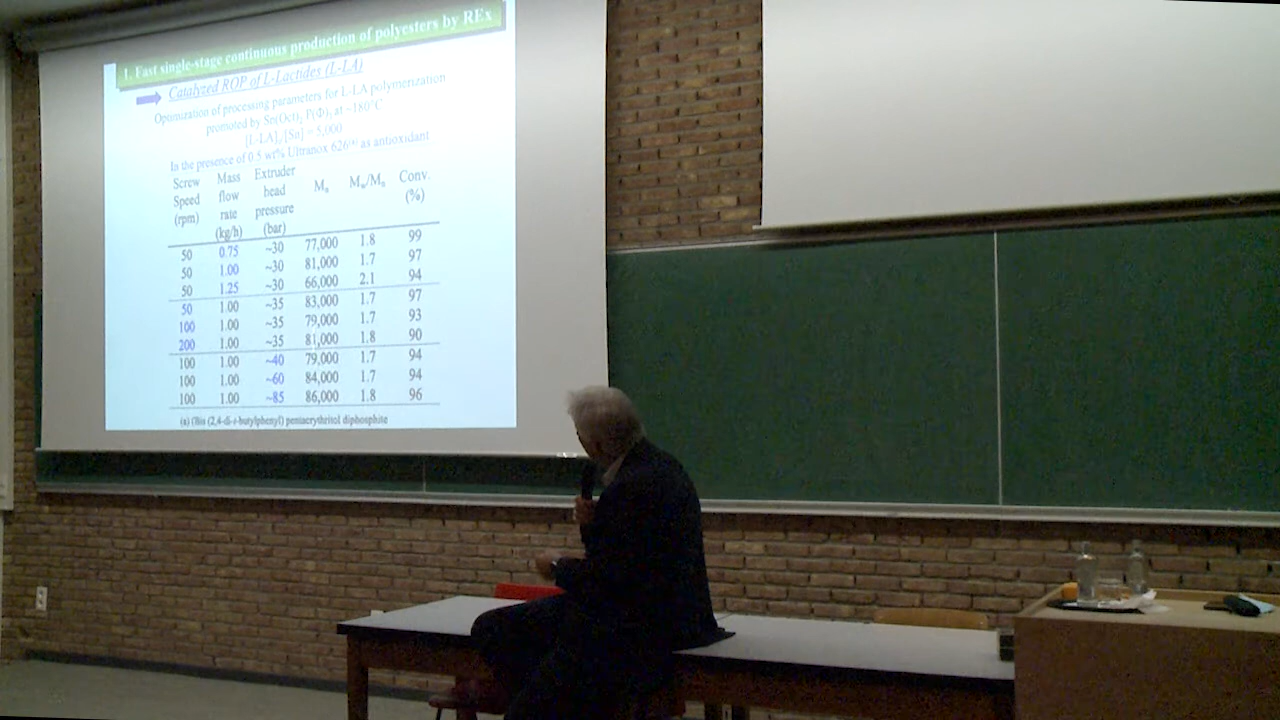 1. Fast single-stage continuous production of polyesters by REx
Catalyzed ROP of L-Lactides (L-LA)
Optimization of processing parameters for L-LA polymerization
promoted by Sn(Oct)2 P(Φ)3 at ~180°C
[L-LA]0/[Sn] = 5,000
In the presence of 0.5 wt% Ultranox 626(a) as antioxidant
Screw Speed (rpm) Mass flow rate (kg/h) Extruder head pressure (bar) Mn Mw/Mn Conv. (%)
50 0.75 ~30 77,000 1.8 99
50 1.00 ~30 81,000 1.7 97
50 1.25 ~30 66,000 2.1 94
50 1.00 ~35 83,000 1.7 97
100 1.00 ~35 79,000 1.7 93
200 1.00 ~35 81,000 1.8 90
100 1.00 ~40 79,000 1.7 94
100 1.00 ~60 84,000 1.7 94
100 1.00 ~85 86,000 1.8 96
(a) (Bis (2,4-di-t-butylphenyl) pentaerythritol diphosphite